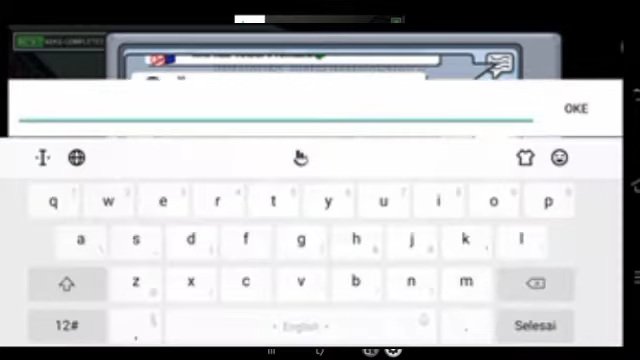 OKE
q w e r t y u i o p
a s d f g h j k l
z x c v b n m
12# English . Selesai